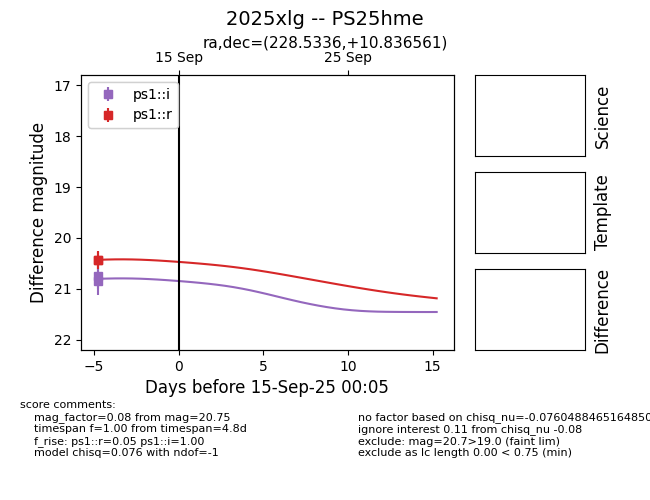 2025xlg -- PS25hme
ra,dec=(228.5336,+10.836561)
15 Sep
25 Sep
ps1::i
ps1::r
17
18
19
20
21
22
Difference magnitude
−5
0
5
10
15
Days before 15-Sep-25 00:05
Science
Template
Difference
score comments:
mag_factor=0.08 from mag=20.75
timespan f=1.00 from timespan=4.8d
f_rise: ps1::r=0.05 ps1::i=1.00
model chisq=0.076 with ndof=-1
no factor based on chisq_nu=-0.0760488465164850
ignore interest 0.11 from chisq_nu -0.08
exclude: mag=20.7>19.0 (faint lim)
exclude as lc length 0.00 < 0.75 (min)